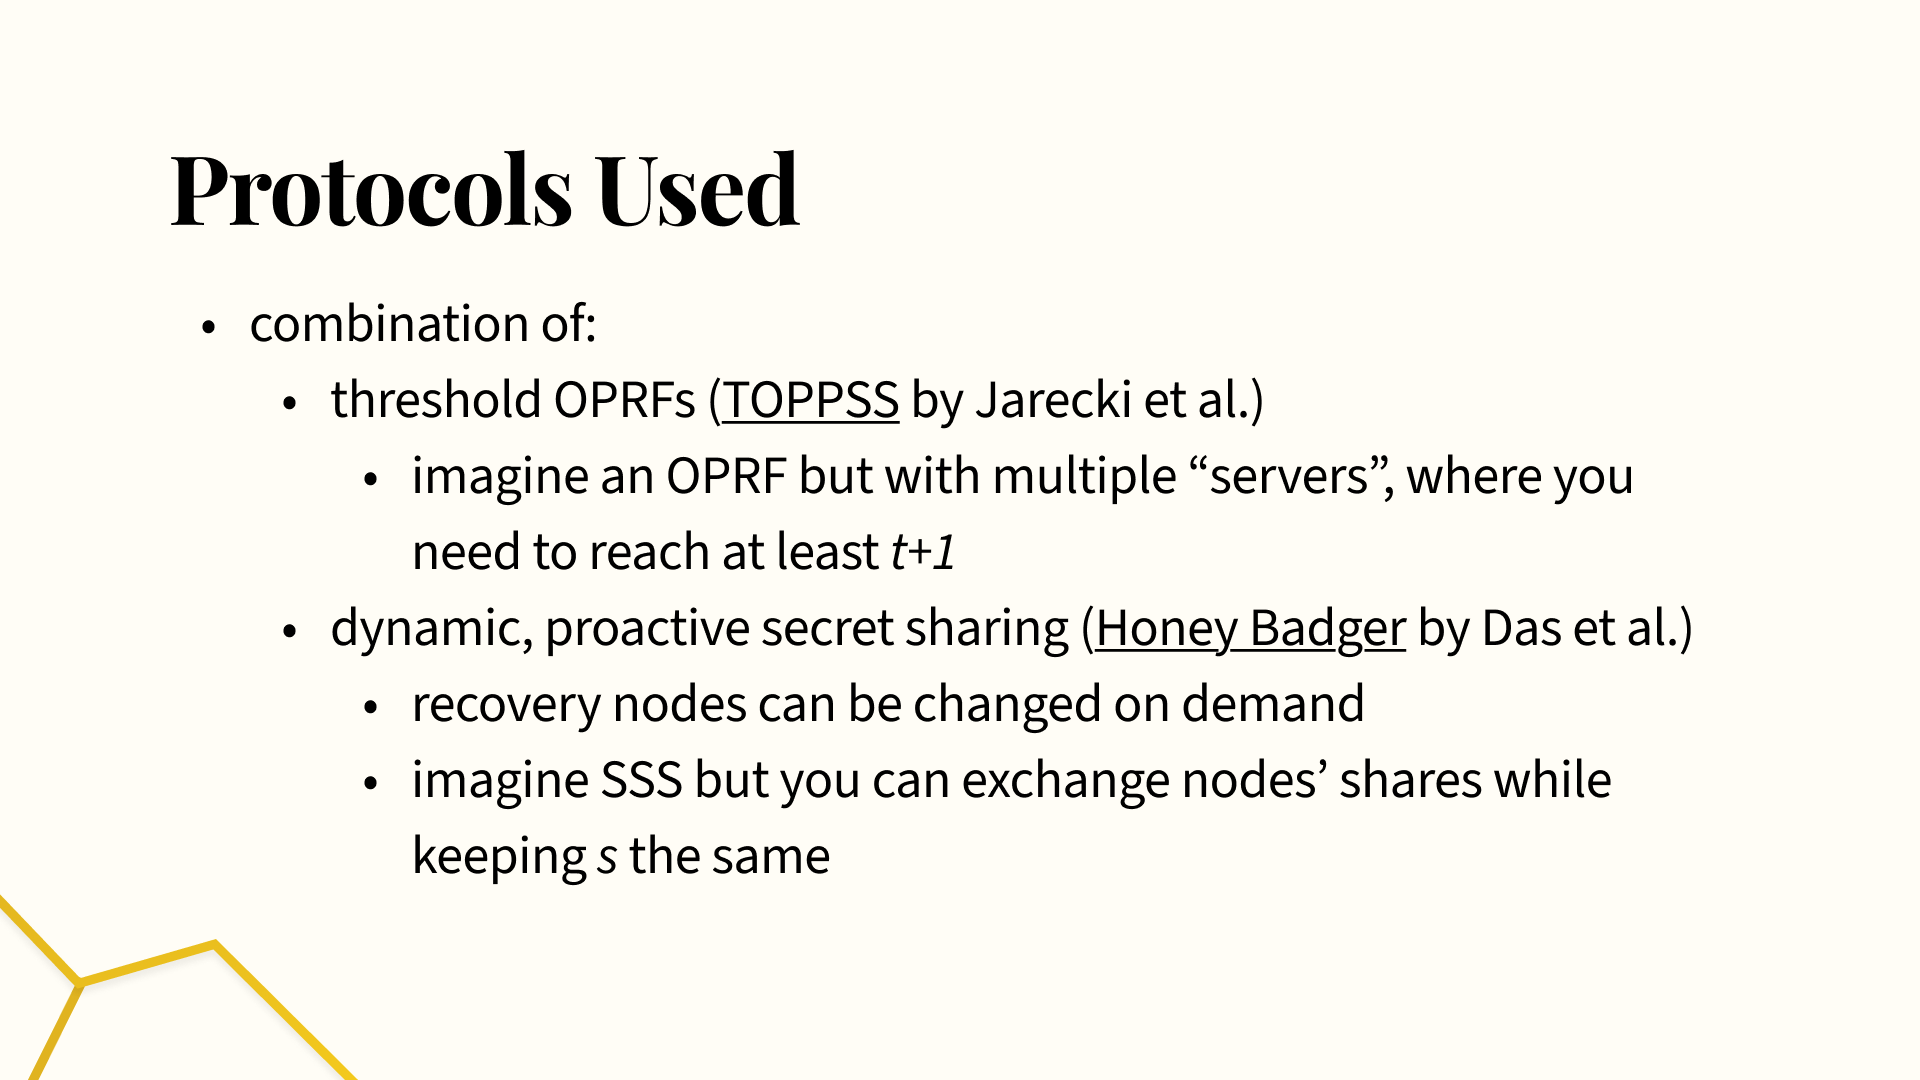 Protocols Used
• combination of:
• threshold OPRFs (TOPPSS by Jarecki et al.)
• imagine an OPRF but with multiple “servers”, where you
need to reach at least t+1
• dynamic, proactive secret sharing (Honey Badger by Das et al.)
• recovery nodes can be changed on demand
• imagine SSS but you can exchange nodes’ shares while
keeping s the same